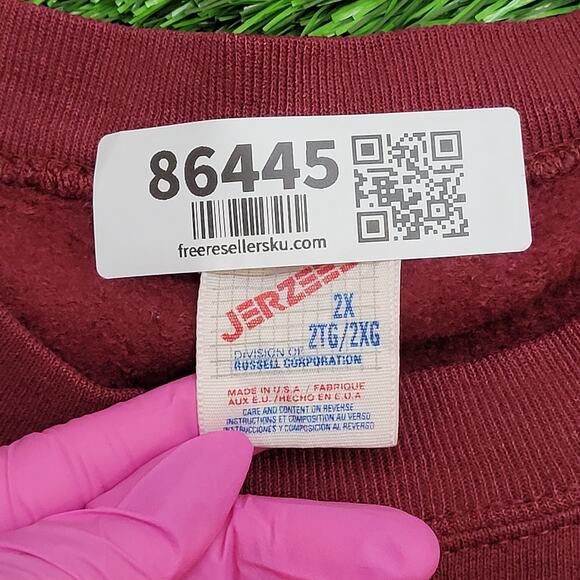 86445
freeresellersku.com
JERZEES
2X
2TG/2XG
DIVISION OF
RUSSELL CORPORATION
MADE IN U.S.A. / FABRIQUE
AUX E.U./HECHO EN E.U.A
CARE AND CONTENT ON REVERSE
INSTRUCTIONS ET COMPOSITION AU VERSO
INSTRUCCIONES Y COMPOSICION AL REVERSO